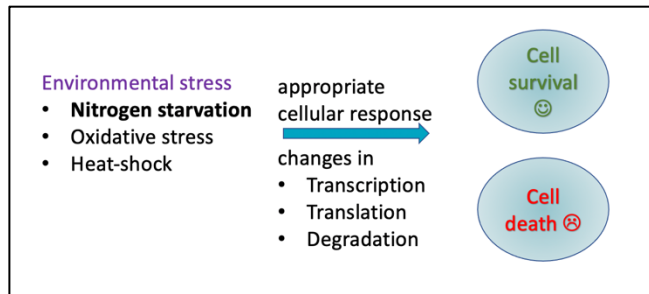 Environmental stress
• Nitrogen starvation
• Oxidative stress
• Heat-shock
appropriate
cellular response
changes in
• Transcription
• Translation
• Degradation
Cell
survival
☺
Cell
death ☹